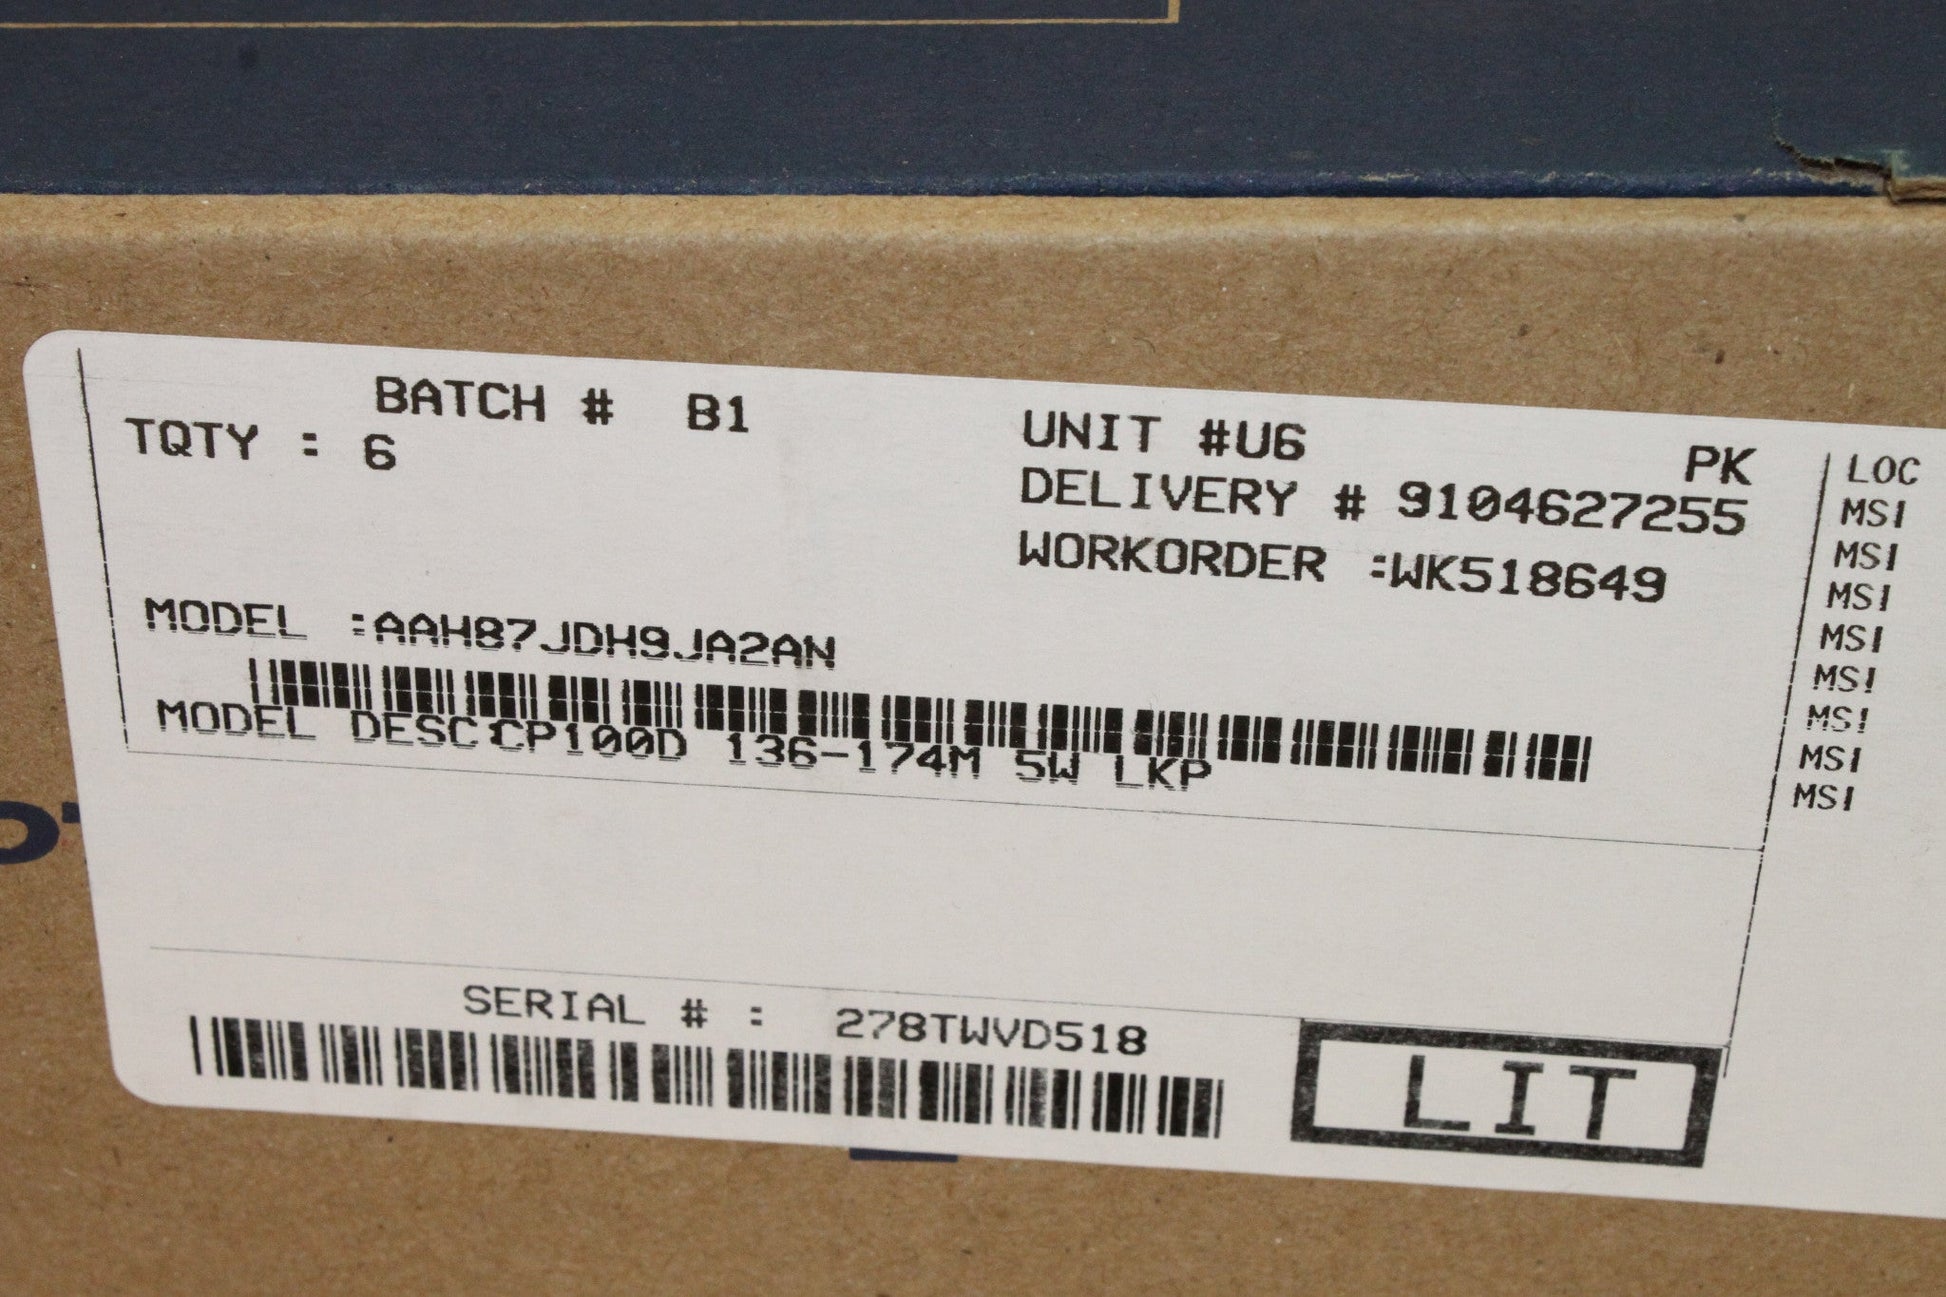 BATCH # B1
TQTY : 6
UNIT #U6
PK
DELIVERY # 9104627255
WORKORDER :WK518649
MODEL :AAH87JDH9JA2AN
MODEL DESC:CP100D 136-174M 5W LKP
SERIAL # : 278TWVD518
LIT
LOC
MSI
MSI
MSI
MSI
MSI
MSI
MSI
MSI